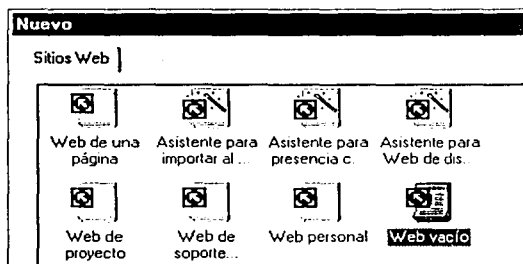 Nuevo
Sitios Web
Web de una Asistente para Asistente para Asistente para
página importar al ... presencia c. Web de dis...
Web de Web de Web personal Web vacío
proyecto soporte...